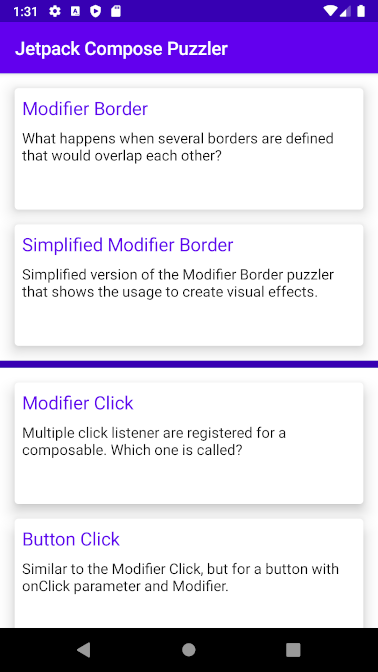 1:31
Jetpack Compose Puzzler
Modifier Border
What happens when several borders are defined
that would overlap each other?
Simplified Modifier Border
Simplified version of the Modifier Border puzzler
that shows the usage to create visual effects.
Modifier Click
Multiple click listener are registered for a
composable. Which one is called?
Button Click
Similar to the Modifier Click, but for a button with
onClick parameter and Modifier.